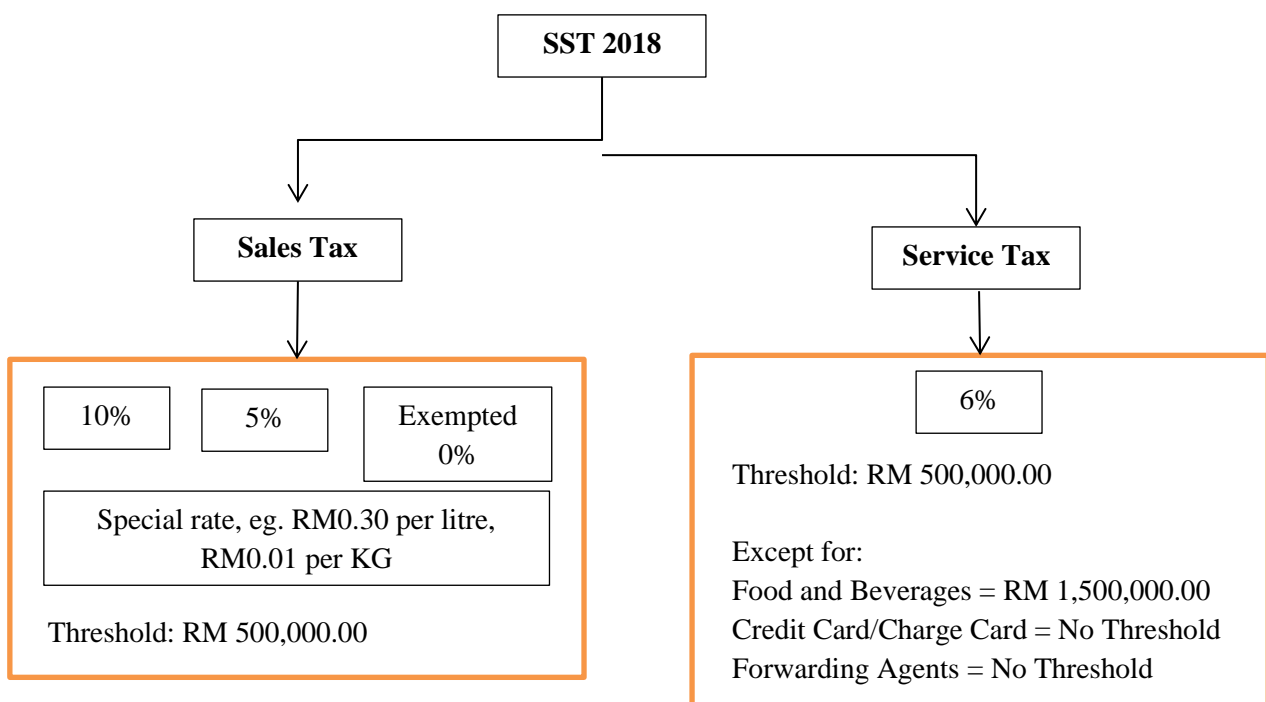 SST 2018
Sales Tax
Service Tax
10%
5%
Exempted
0%
Special rate, eg. RM0.30 per litre,
RM0.01 per KG
Threshold: RM 500,000.00
6%
Threshold: RM 500,000.00
Except for:
Food and Beverages = RM 1,500,000.00
Credit Card/Charge Card = No Threshold
Forwarding Agents = No Threshold